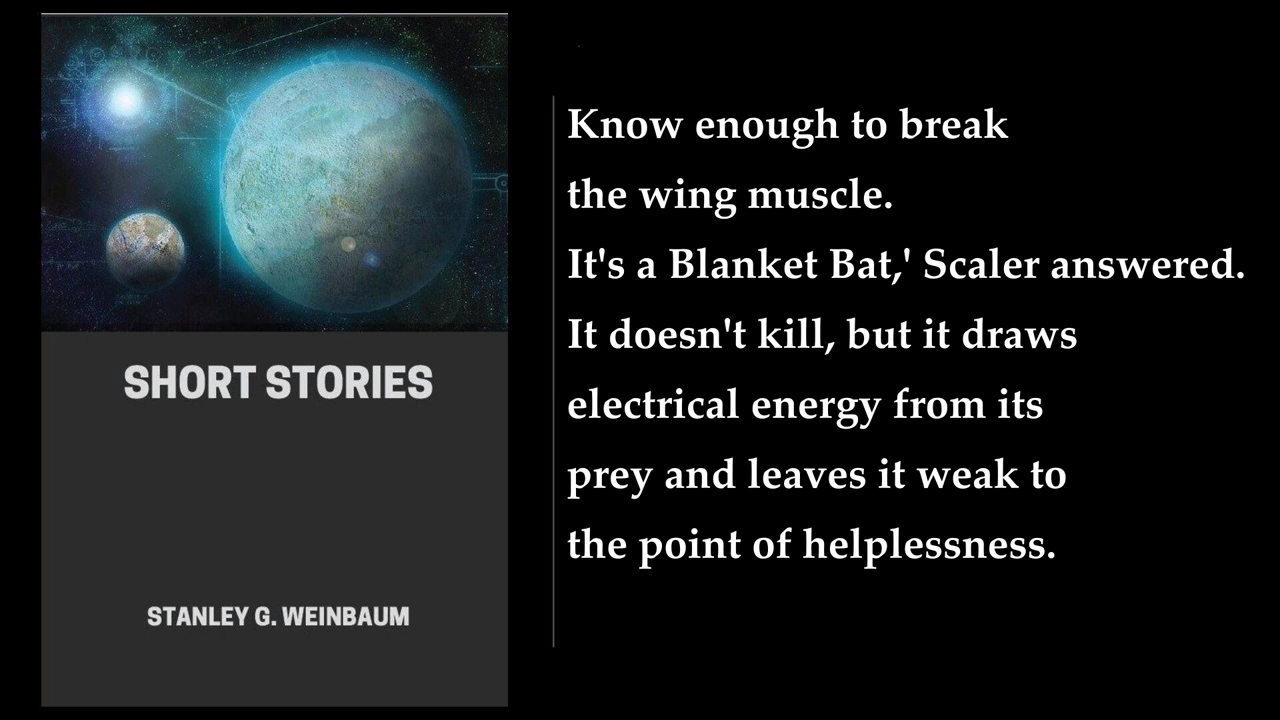 SHORT STORIES
STANLEY G. WEINBAUM
Know enough to break
the wing muscle.
It's a Blanket Bat,' Scaler answered.
It doesn't kill, but it draws
electrical energy from its
prey and leaves it weak to
the point of helplessness.